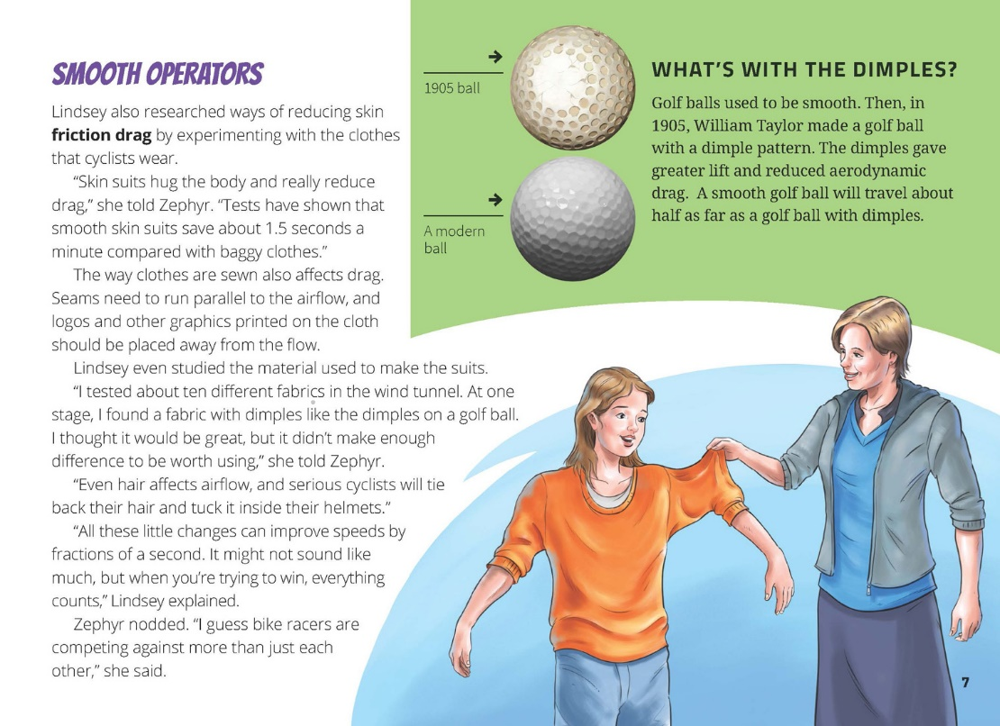 SMOOTH OPERATORS
Lindsey also researched ways of reducing skin
friction drag by experimenting with the clothes
that cyclists wear.
“Skin suits hug the body and really reduce
drag,” she told Zephyr. “Tests have shown that
smooth skin suits save about 1.5 seconds a
minute compared with baggy clothes.”
The way clothes are sewn also affects drag.
Seams need to run parallel to the airflow, and
logos and other graphics printed on the cloth
should be placed away from the flow.
Lindsey even studied the material used to make the suits.
“I tested about ten different fabrics in the wind tunnel. At one
stage, I found a fabric with dimples like the dimples on a golf ball.
I thought it would be great, but it didn’t make enough
difference to be worth using,” she told Zephyr.
“Even hair affects airflow, and serious cyclists will tie
back their hair and tuck it inside their helmets.”
“All these little changes can improve speeds by
fractions of a second. It might not sound like
much, but when you’re trying to win, everything
counts,” Lindsey explained.
Zephyr nodded. “I guess bike racers are
competing against more than just each
other,” she said.
1905 ball
A modern
ball
WHAT’S WITH THE DIMPLES?
Golf balls used to be smooth. Then, in
1905, William Taylor made a golf ball
with a dimple pattern. The dimples gave
greater lift and reduced aerodynamic
drag. A smooth golf ball will travel about
half as far as a golf ball with dimples.
7